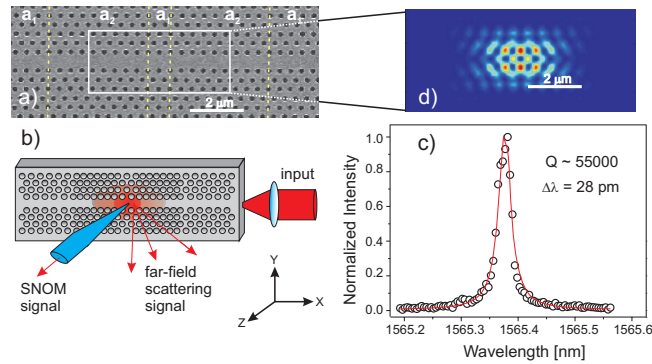 a₁ a₂ a₁ a₂ a₁
2 µm
a)
d)
2 µm
b)
input
SNOM
signal
far-field
scattering
signal
Y
X
Z
c)
Q ~ 55000
Δλ = 28 pm
Normalized Intensity
1.0
0.8
0.6
0.4
0.2
0.0
1565.2 1565.3 1565.4 1565.5 1565.6
Wavelength [nm]